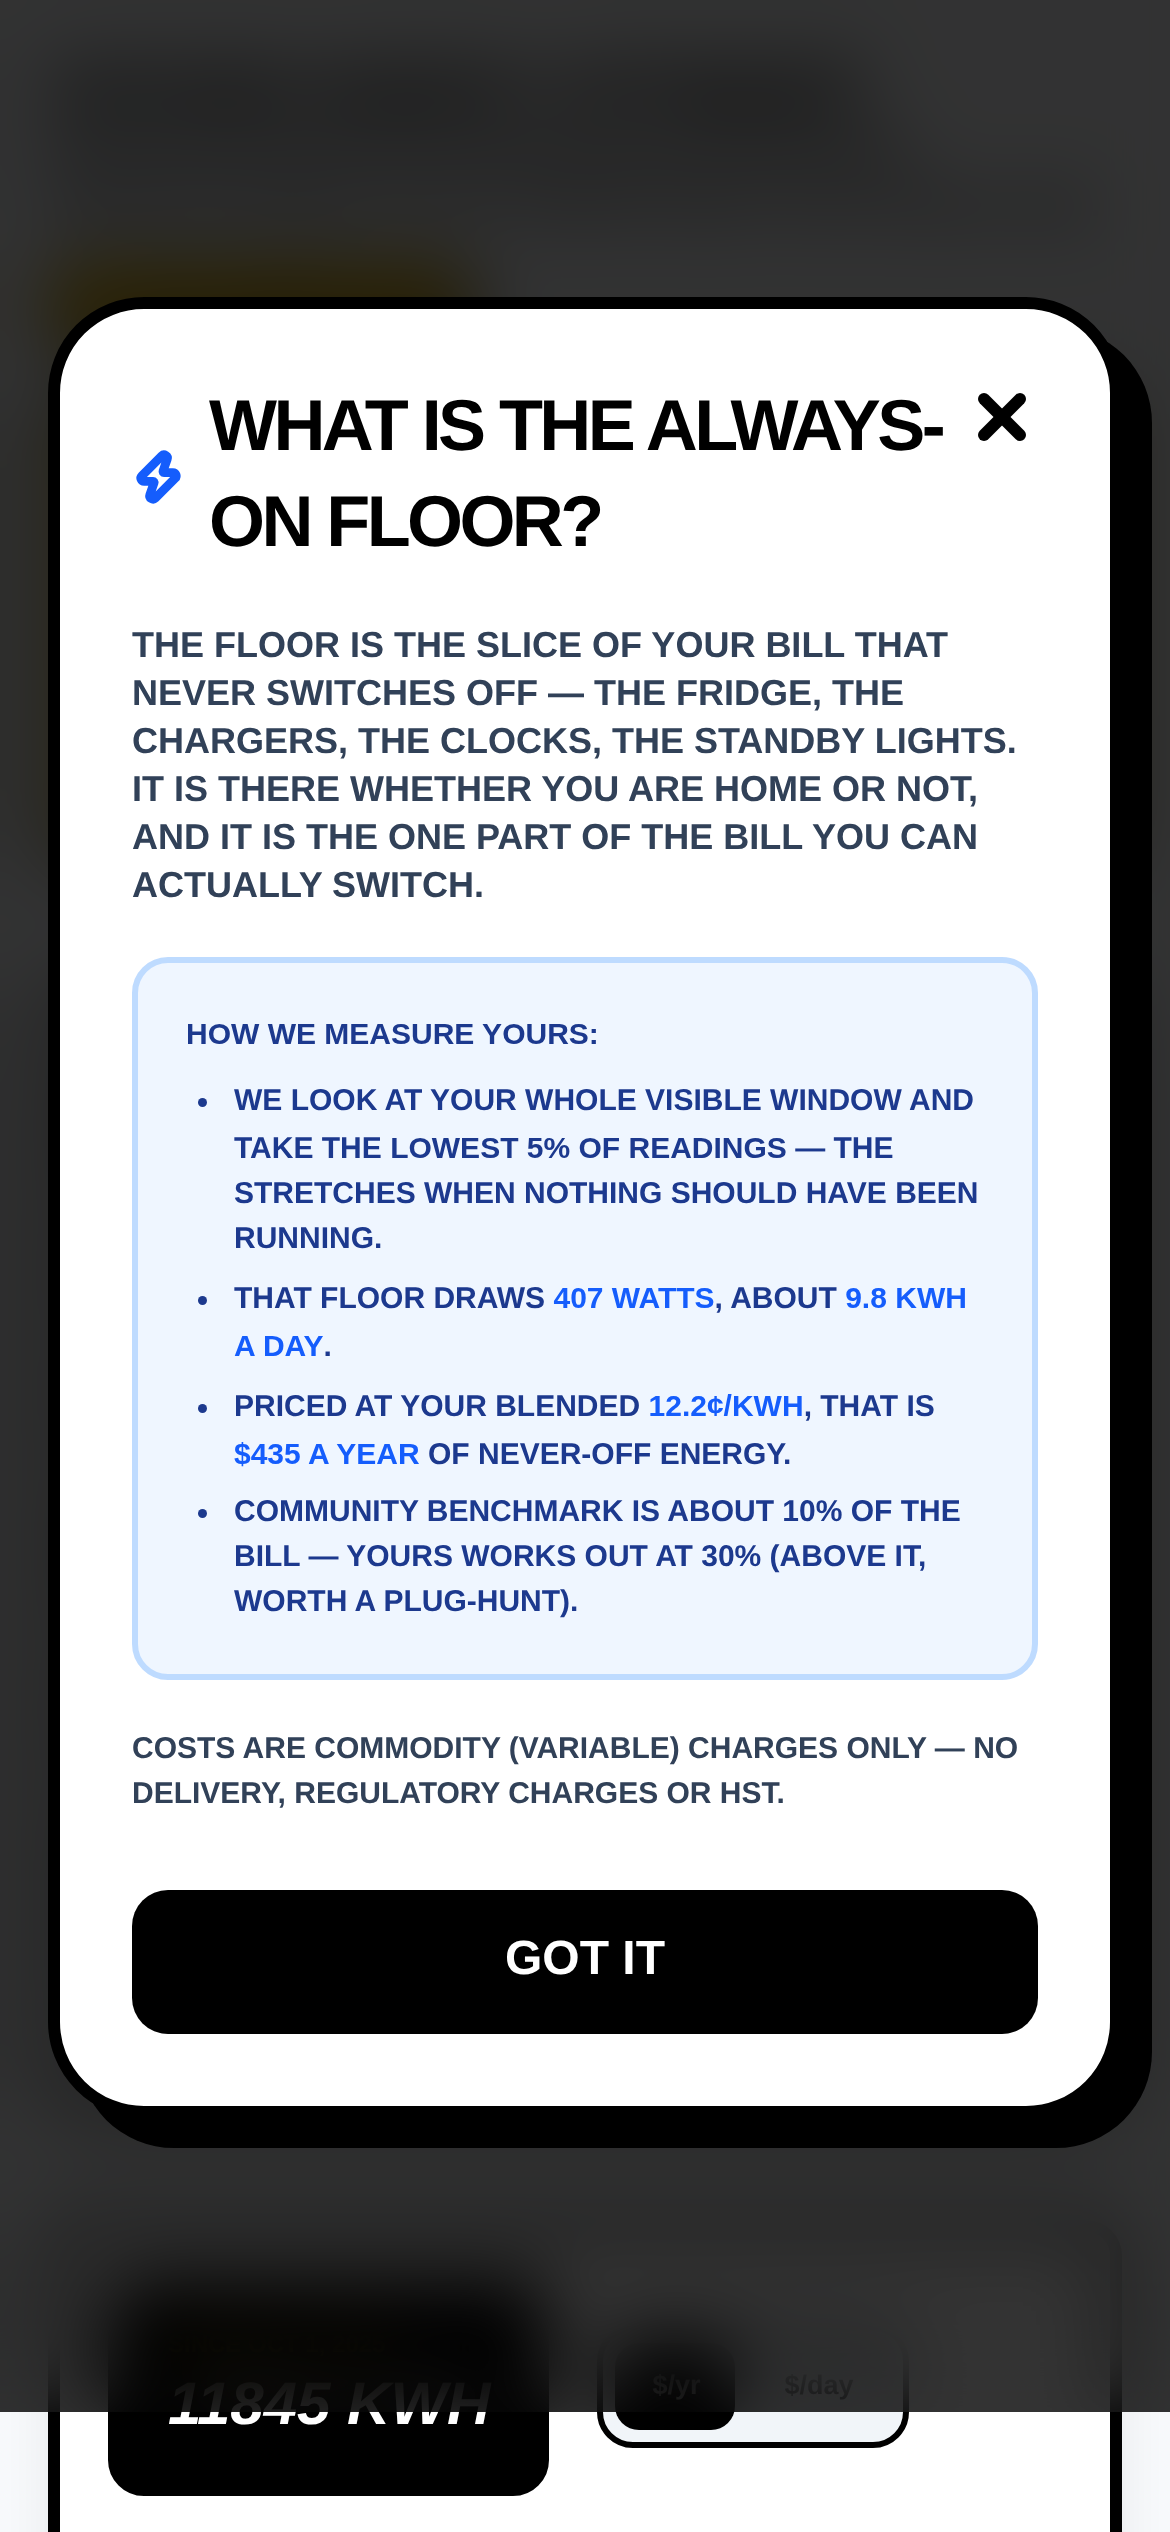 WHAT IS THE ALWAYS-
ON FLOOR?
THE FLOOR IS THE SLICE OF YOUR BILL THAT
NEVER SWITCHES OFF — THE FRIDGE, THE
CHARGERS, THE CLOCKS, THE STANDBY LIGHTS.
IT IS THERE WHETHER YOU ARE HOME OR NOT,
AND IT IS THE ONE PART OF THE BILL YOU CAN
ACTUALLY SWITCH.
HOW WE MEASURE YOURS:
• WE LOOK AT YOUR WHOLE VISIBLE WINDOW AND
TAKE THE LOWEST 5% OF READINGS — THE
STRETCHES WHEN NOTHING SHOULD HAVE BEEN
RUNNING.
• THAT FLOOR DRAWS 407 WATTS, ABOUT 9.8 KWH
A DAY.
• PRICED AT YOUR BLENDED 12.2¢/KWH, THAT IS
$435 A YEAR OF NEVER-OFF ENERGY.
• COMMUNITY BENCHMARK IS ABOUT 10% OF THE
BILL — YOURS WORKS OUT AT 30% (ABOVE IT,
WORTH A PLUG-HUNT).
COSTS ARE COMMODITY (VARIABLE) CHARGES ONLY — NO
DELIVERY, REGULATORY CHARGES OR HST.
GOT IT
11845 KWH
$/yr $/day